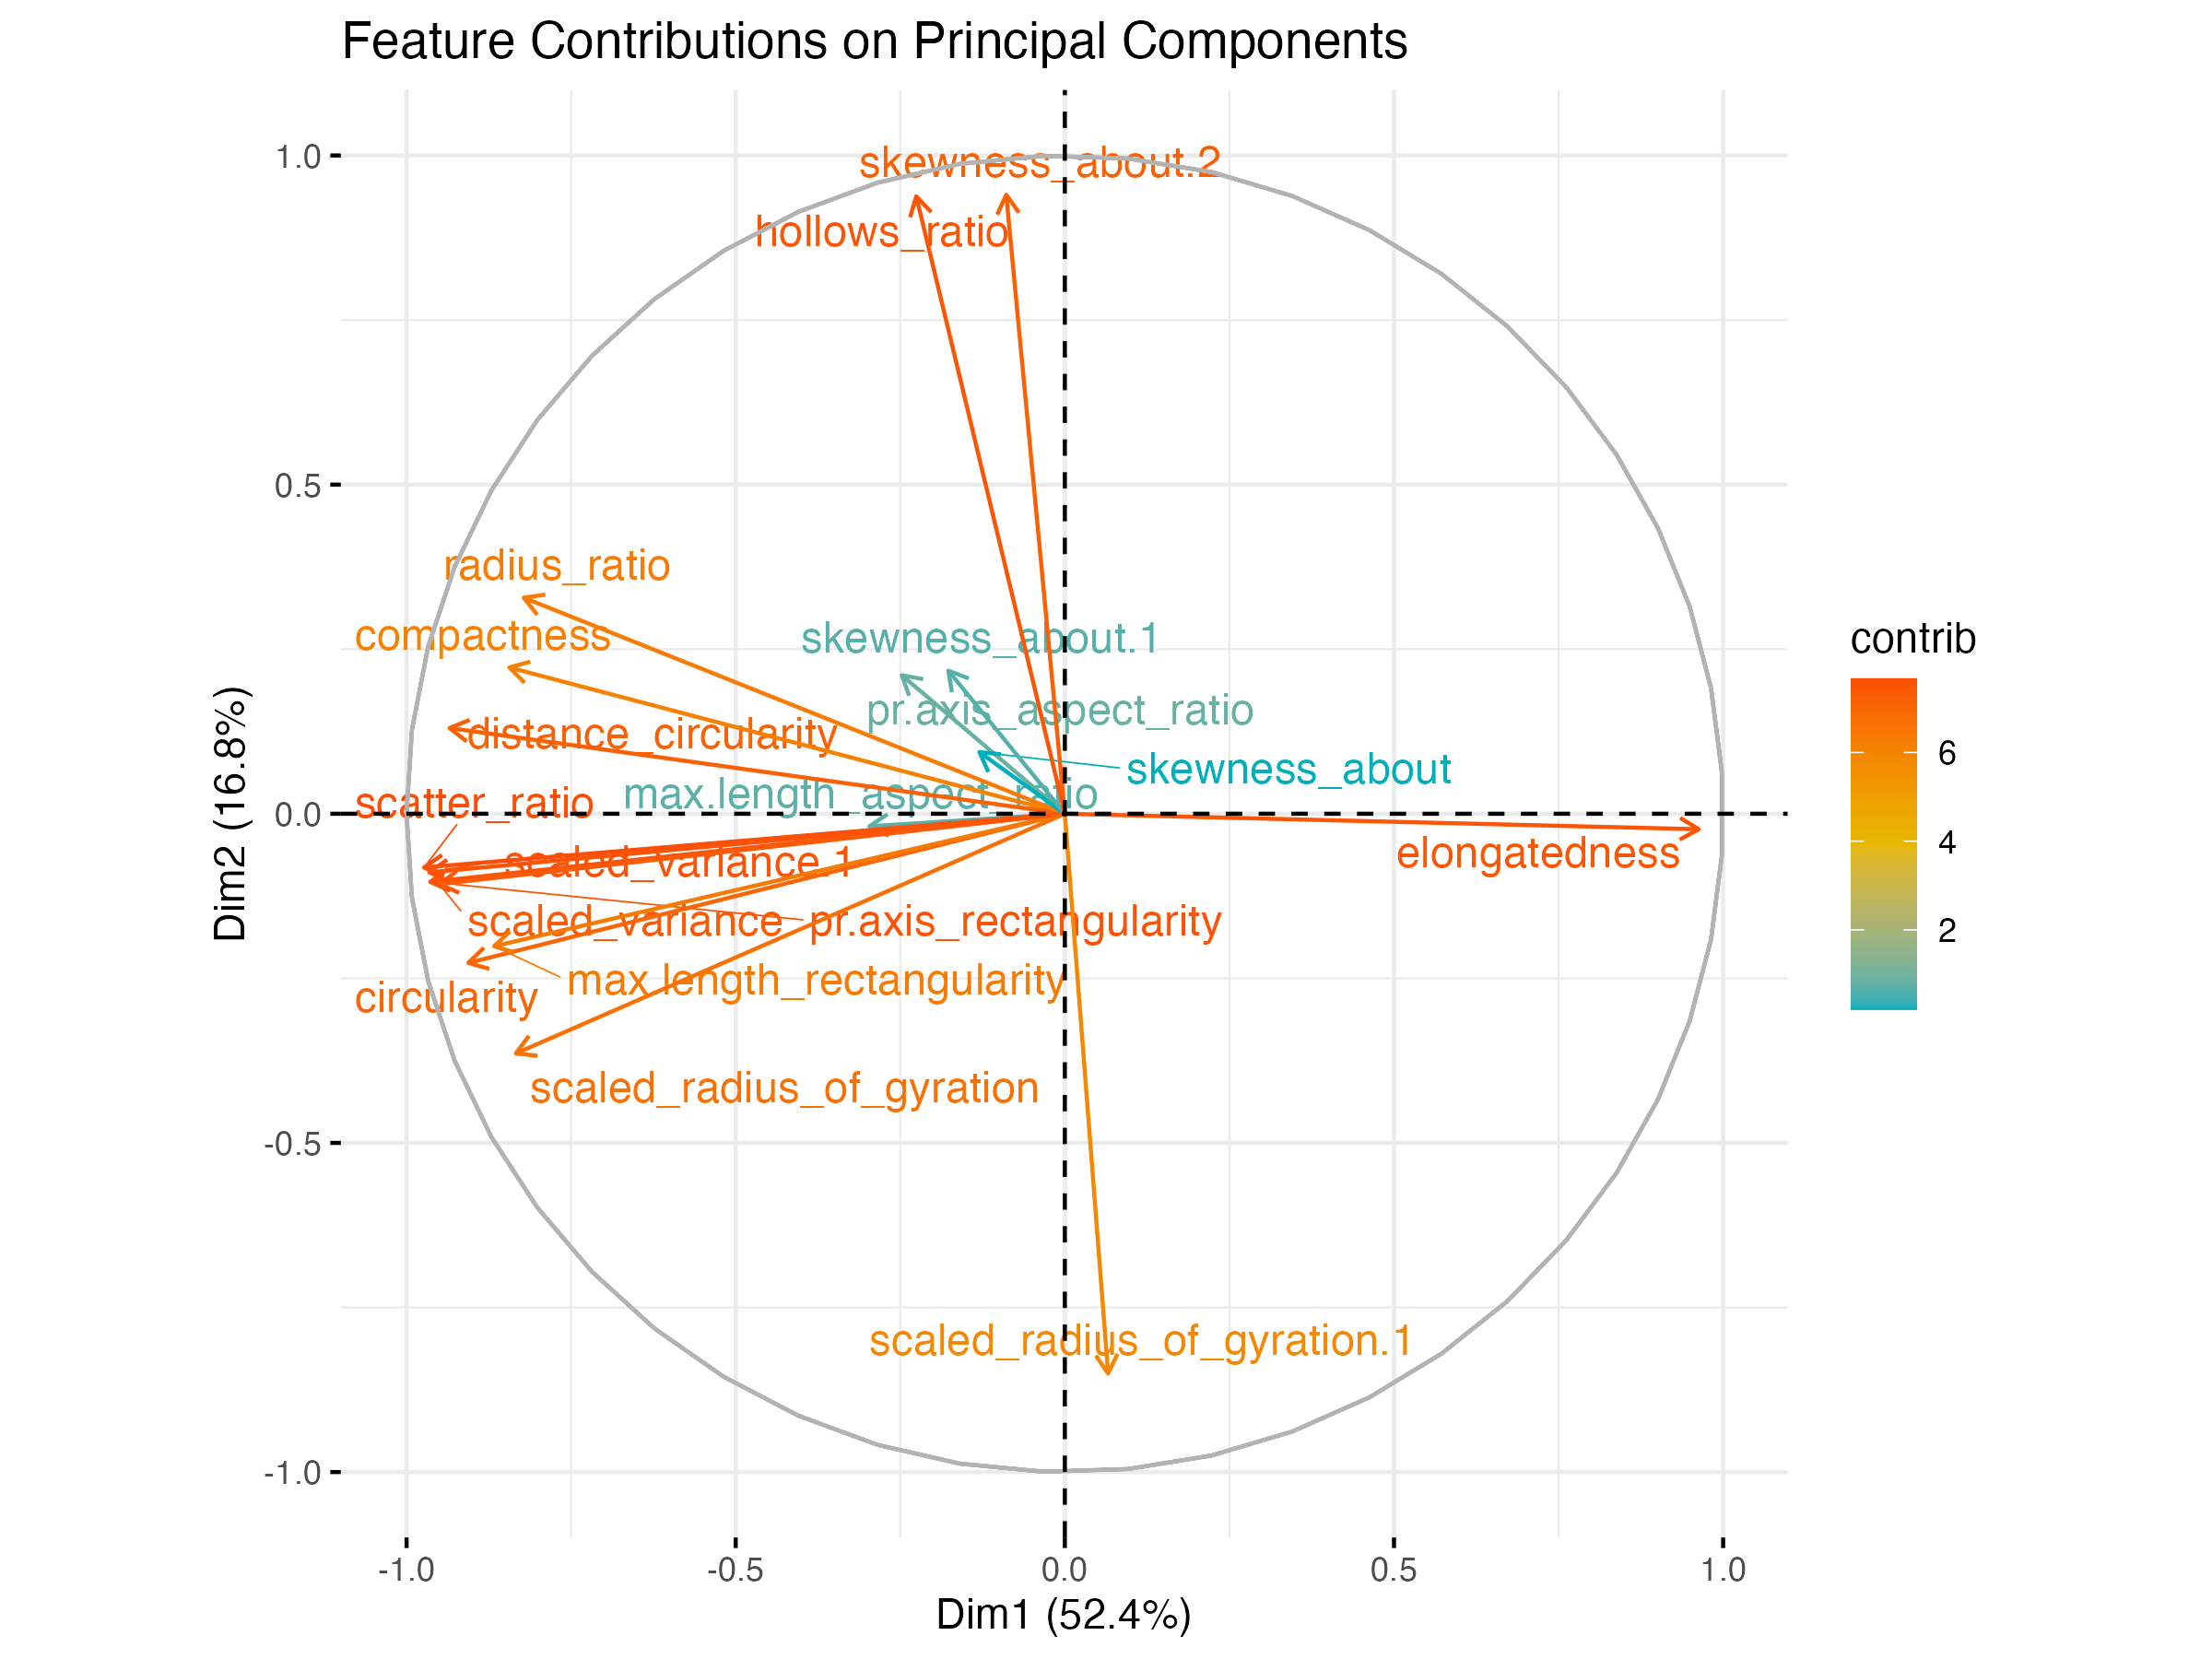 Feature Contributions on Principal Components
1.0
skewness_about.2
hollows_ratio
0.5
radius_ratio
compactness
skewness_about.1
contrib
pr.axis_aspect_ratio
distance_circularity
6
skewness_about
max.length_aspect_ratio
scatter_ratio
0.0
4
elongatedness
scaled_variance.1
Dim2 (16.8%)
scaled_variance
pr.axis_rectangularity
2
max.length_rectangularity
circularity
scaled_radius_of_gyration
-0.5
scaled_radius_of_gyration.1
-1.0
-1.0 -0.5 0.0 0.5 1.0
Dim1 (52.4%)